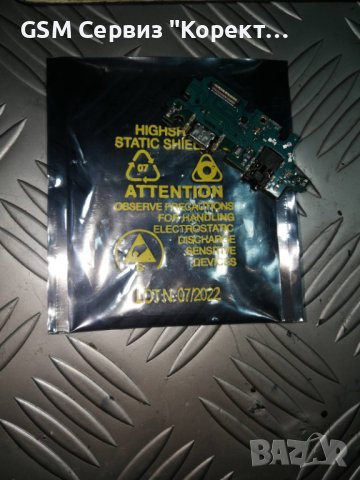 GSM Сервиз "Корект...
HIGHSH
STATIC SHIEL
07
ATTENTION
OBSERVE PRECAUTIONS
FOR HANDLING
ELECTROSTATIC
DISCHARGE
SENSITIVE
DEVICES
LOT N: 07/2022
BAZAR